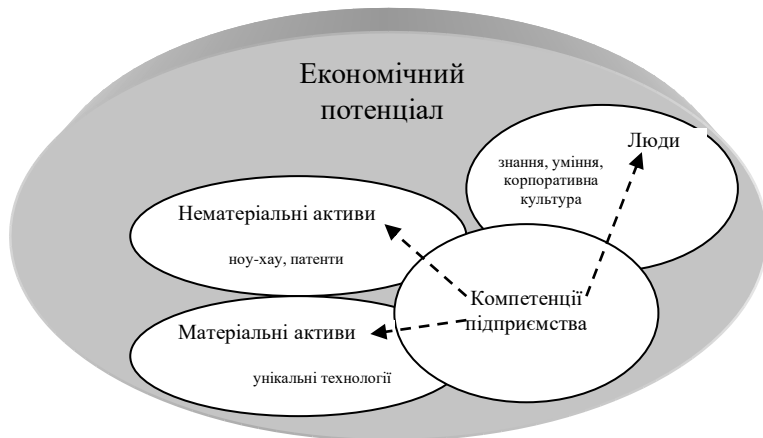 Економічний
потенціал
Люди
знання, уміння,
корпоративна
культура
Нематеріальні активи
ноу-хау, патенти
Компетенції
підприємства
Матеріальні активи
унікальні технології